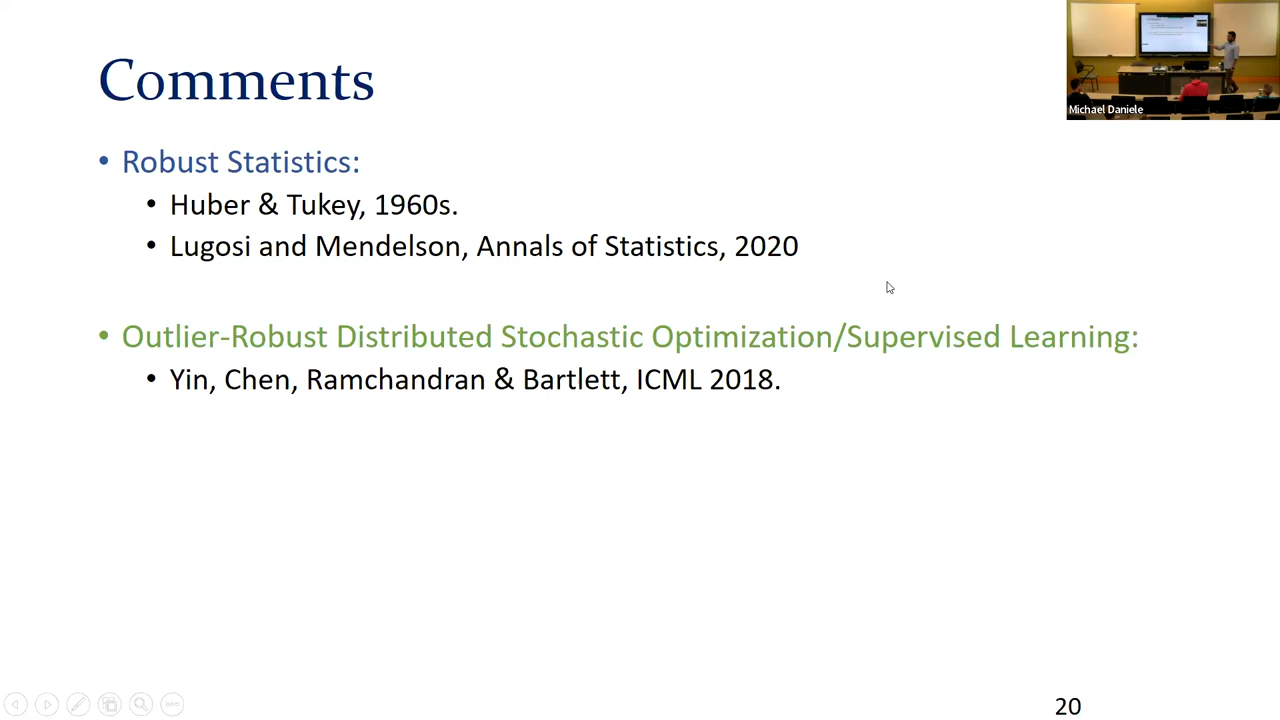 Comments
Michael Daniele
• Robust Statistics:
• Huber & Tukey, 1960s.
• Lugosi and Mendelson, Annals of Statistics, 2020
• Outlier-Robust Distributed Stochastic Optimization/Supervised Learning:
• Yin, Chen, Ramchandran & Bartlett, ICML 2018.
20